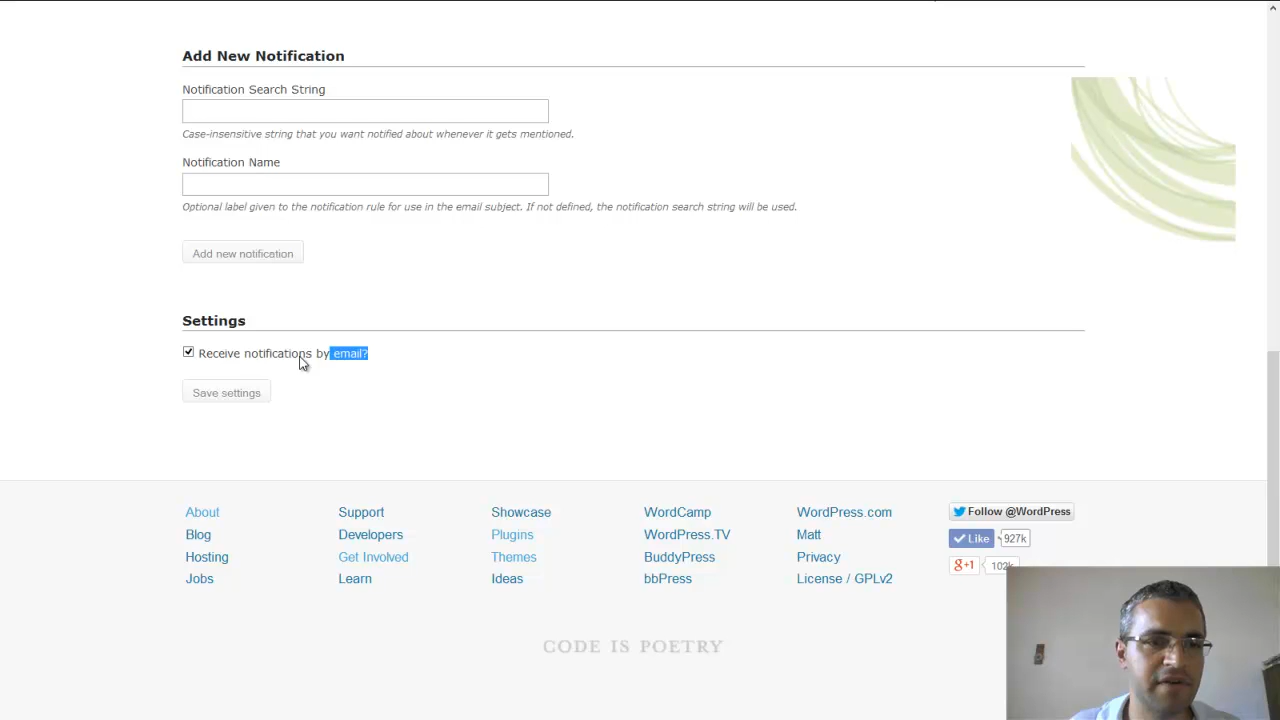 Add New Notification
Notification Search String
Case-insensitive string that you want notified about whenever it gets mentioned.
Notification Name
Optional label given to the notification rule for use in the email subject. If not defined, the notification search string will be used.
Add new notification
Settings
Receive notifications by email?
Save settings
About Support Showcase WordCamp WordPress.com Follow @WordPress
Blog Developers Plugins WordPress.TV Matt Like 927k
Hosting Get Involved Themes BuddyPress Privacy g+1 102k
Jobs Learn Ideas bbPress License / GPLv2
CODE IS POETRY